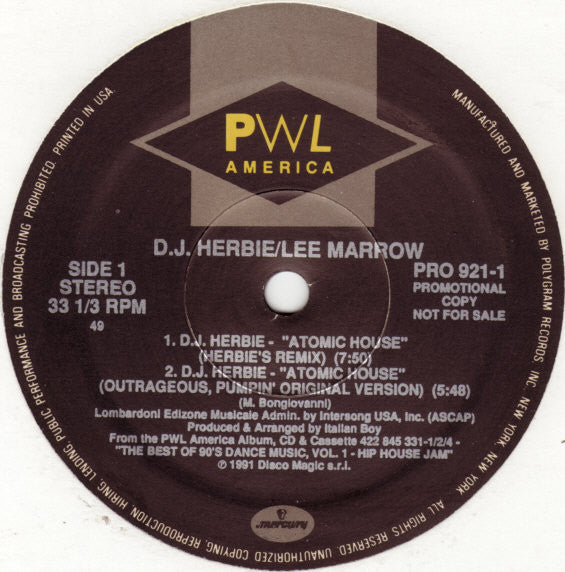 PWL
AMERICA
D.J. HERBIE/LEE MARROW
SIDE 1
STEREO
33 1/3 RPM
49
PRO 921-1
PROMOTIONAL
COPY
NOT FOR SALE
1. D.J. HERBIE - "ATOMIC HOUSE"
(HERBIE'S REMIX) (7:50)
2. D.J. HERBIE - "ATOMIC HOUSE"
(OUTRAGEOUS, PUMPIN' ORIGINAL VERSION) (5:48)
(M. Bongiovanni)
Lombardoni Edizone Musicale Admin. by Intersong USA, Inc. (ASCAP)
Produced & Arranged by Italian Boy
From the PWL America Album, CD & Cassette 422 845 331-1/2/4 -
"THE BEST OF 90'S DANCE MUSIC, VOL. 1 - HIP HOUSE JAM"
℗ 1991 Disco Magic s.r.l.
mercury
MANUFACTURED AND MARKETED BY POLYGRAM RECORDS INC. NEW YORK, NEW YORK. ALL RIGHTS RESERVED. UNAUTHORIZED COPYING, REPRODUCTION, HIRING, LENDING, PUBLIC PERFORMANCE AND BROADCASTING PROHIBITED. PRINTED IN USA.